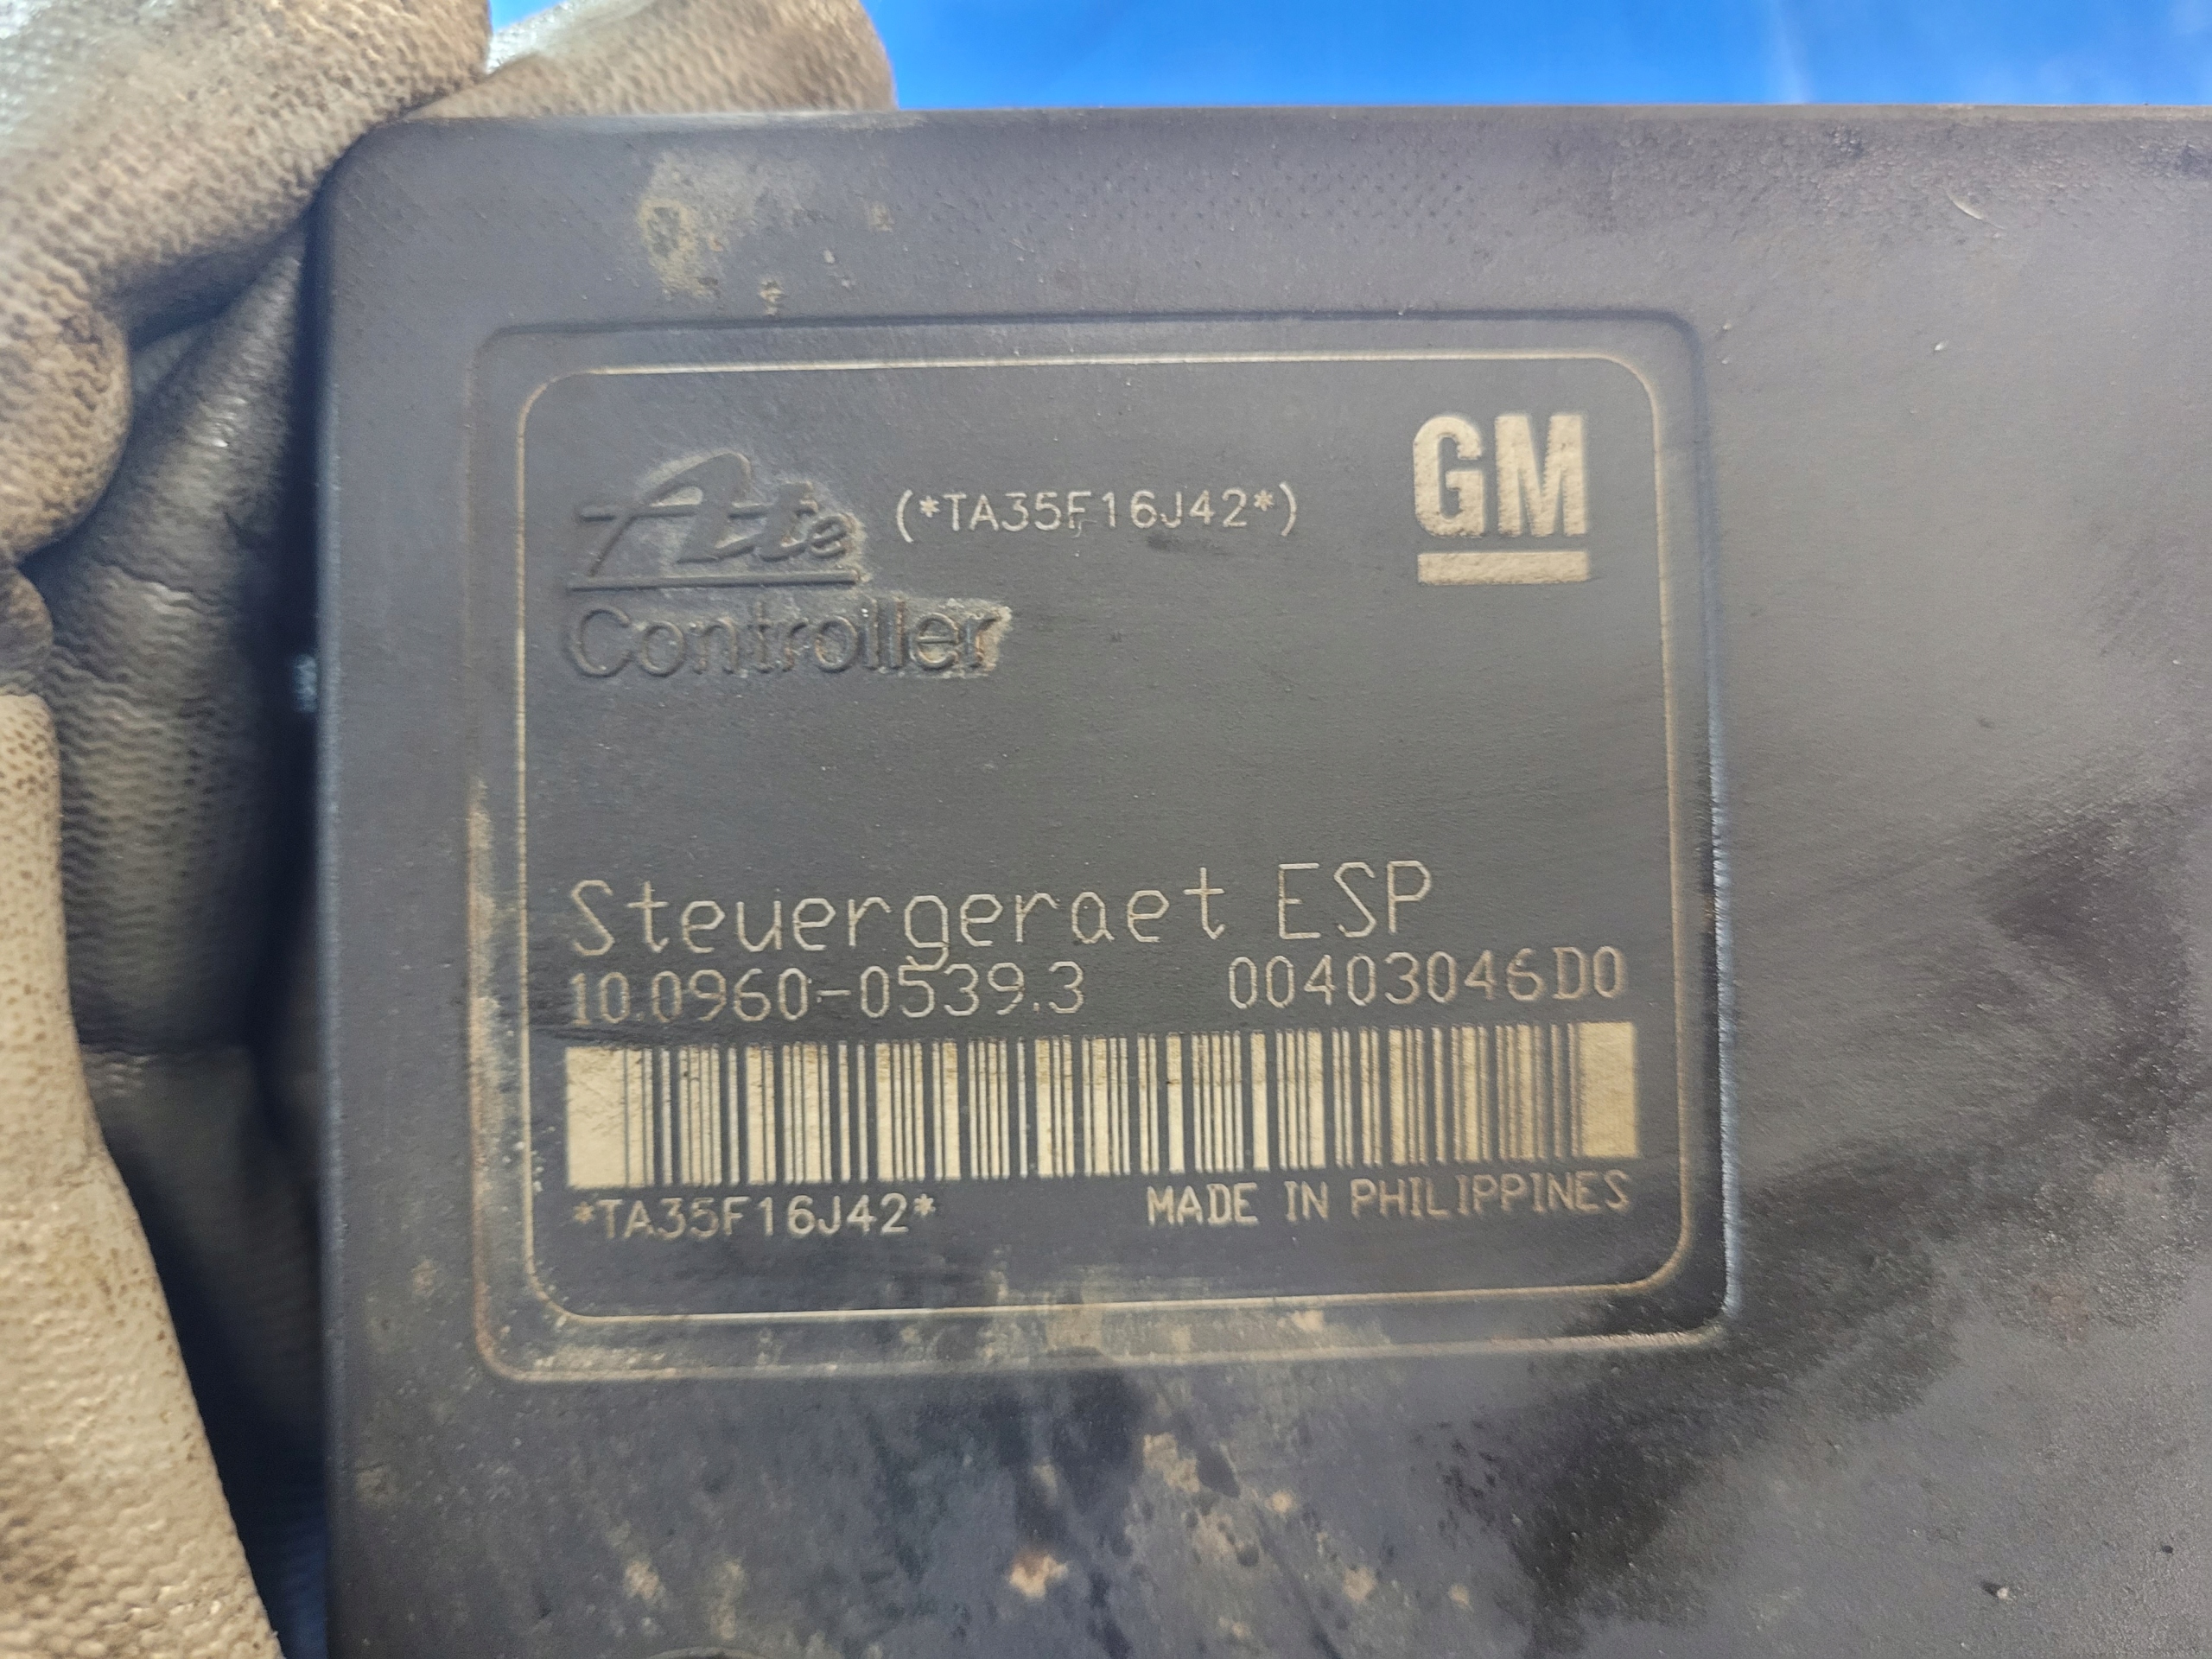 Ate (*TA35F16J42*) GM
Controller
Steuergeraet ESP
10.0960-0539.3 00403046D0
*TA35F16J42* MADE IN PHILIPPINES